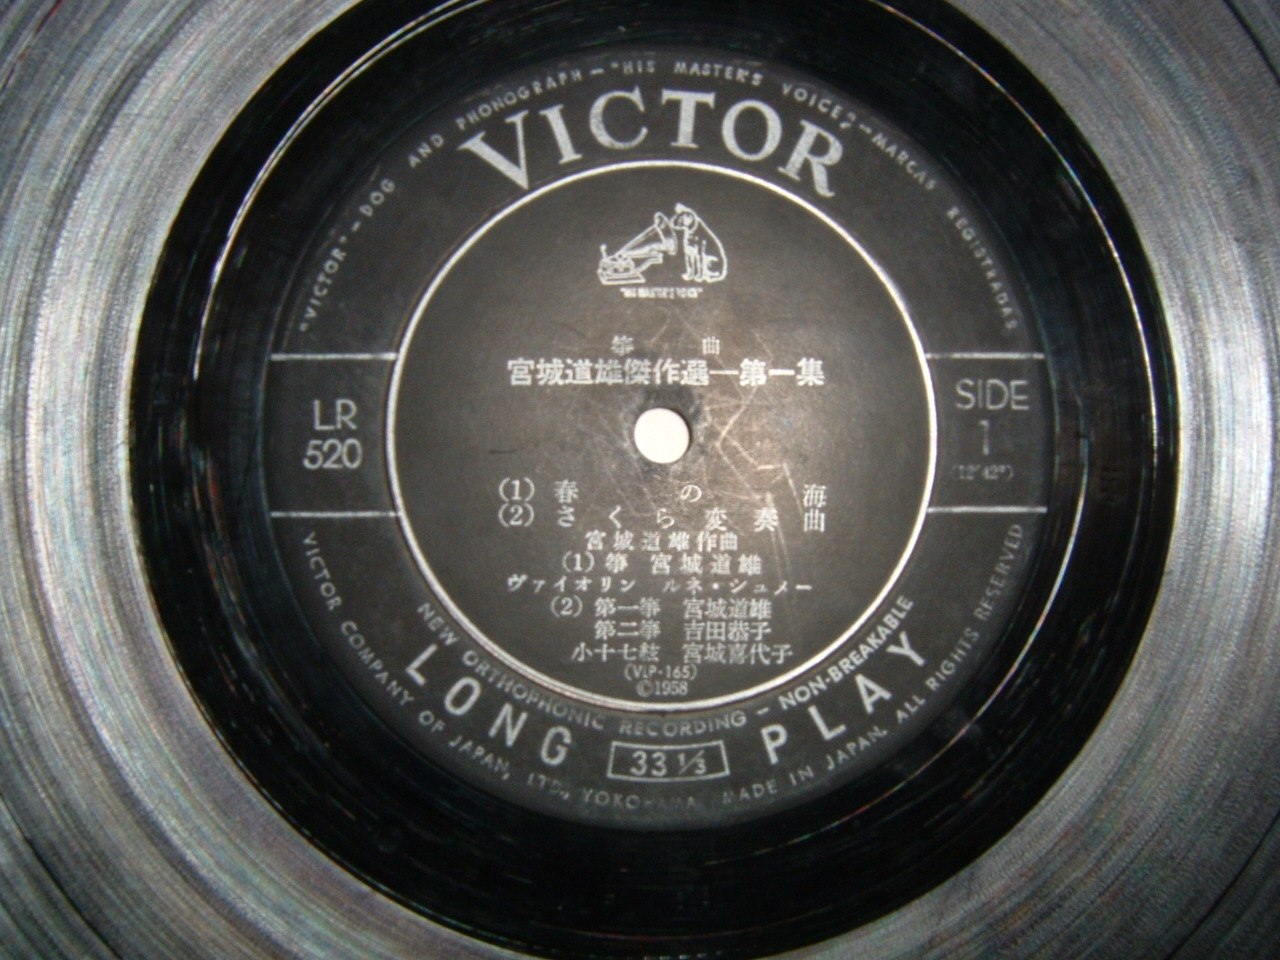 "VICTOR" — DOG AND PHONOGRAPH — "HIS MASTER'S VOICE" — MARCAS REGISTRADAS
VICTOR
"HIS MASTER'S VOICE"
箏 曲
宮城道雄傑作選—第一集
LR
520
SIDE
1
(12'42")
(1) 春の海
(2) さくら変奏曲
宮城道雄作曲
(1) 箏 宮城道雄
ヴァイオリン ルネ・シュメー
(2) 第一箏 宮城道雄
第二箏 吉田恭子
小十七絃 宮城喜代子
(VLP-165)
©1958
NEW ORTHOPHONIC RECORDING — NON-BREAKABLE
LONG PLAY
33 1/3
VICTOR COMPANY OF JAPAN, LTD., YOKOHAMA MADE IN JAPAN. ALL RIGHTS RESERVED